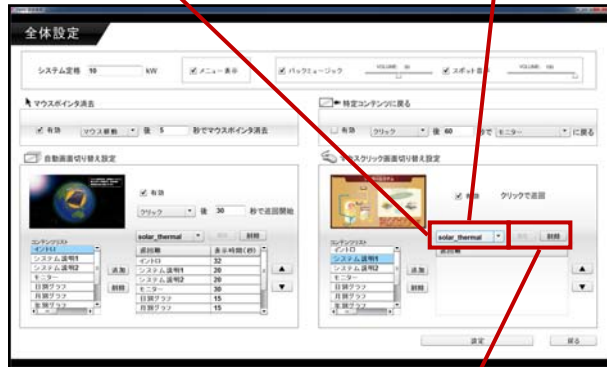 全体設定
システム定格 10 kW メニュー表示 バックミュージック VOLUME: スポット VOLUME:
マウスポインタ消去
有効 マウス移動 後 5 秒でマウスポインタ消去
特定コンテンツに戻る
有効 クリック 後 60 で モニター に戻る
自動画面切り替え設定
有効
クリック 後 30 秒で巡回開始
solar_thermal 削除
コンテンツリスト
イントロ
システム説明1
システム説明2
モニター
日別グラフ
月別グラフ
年別グラフ
追加
削除
巡回順 表示時間(秒)
イントロ 32
システム説明1 20
システム説明2 20
モニター 30
日別グラフ 15
月別グラフ 15
マウスクリック画面切り替え設定
有効 クリックで巡回
solar_thermal 削除
コンテンツリスト
イントロ
システム説明1
システム説明2
モニター
日別グラフ
月別グラフ
年別グラフ
追加
削除
巡回順
設定 戻る